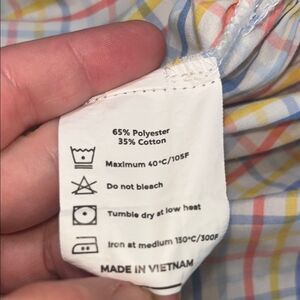 65% Polyester
35% Cotton
Maximum 40°C/105F
Do not bleach
Tumble dry at low heat
Iron at medium 150°C/300F
MADE IN VIETNAM